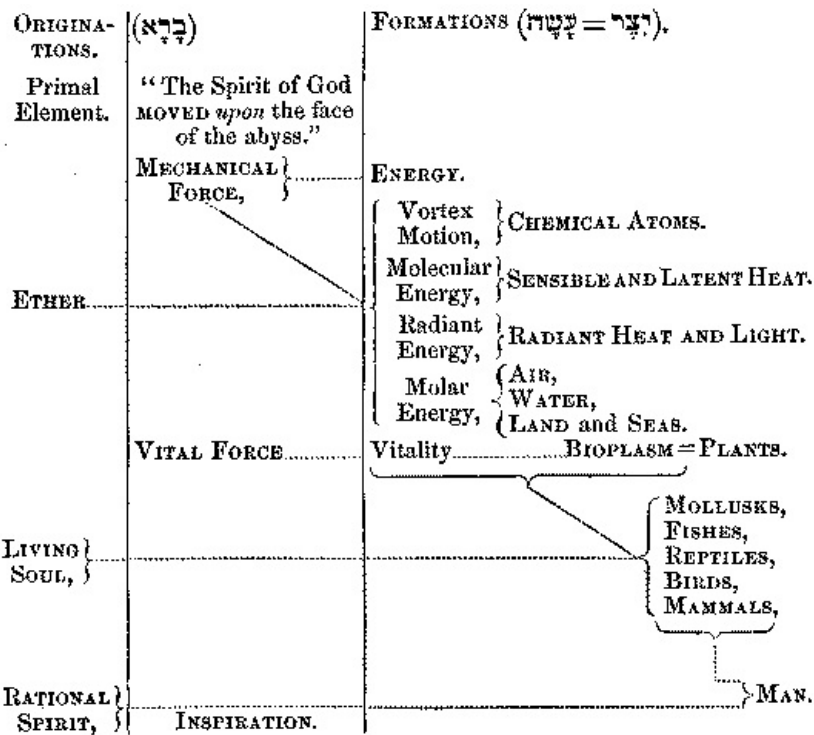 ORIGINA-
TIONS.
(בָּרָא)
FORMATIONS (יָצַר = עָשָׂה).
Primal
Element.
“The Spirit of God
MOVED upon the face
of the abyss.”
MECHANICAL
FORCE,
ENERGY.
Vortex
Motion,
CHEMICAL ATOMS.
Molecular
Energy,
SENSIBLE AND LATENT HEAT.
ETHER
Radiant
Energy,
RADIANT HEAT AND LIGHT.
Molar
Energy,
AIR,
WATER,
LAND and SEAS.
VITAL FORCE
Vitality
BIOPLASM = PLANTS.
MOLLUSKS,
FISHES,
REPTILES,
BIRDS,
MAMMALS,
LIVING
SOUL,
RATIONAL
SPIRIT,
INSPIRATION.
MAN.